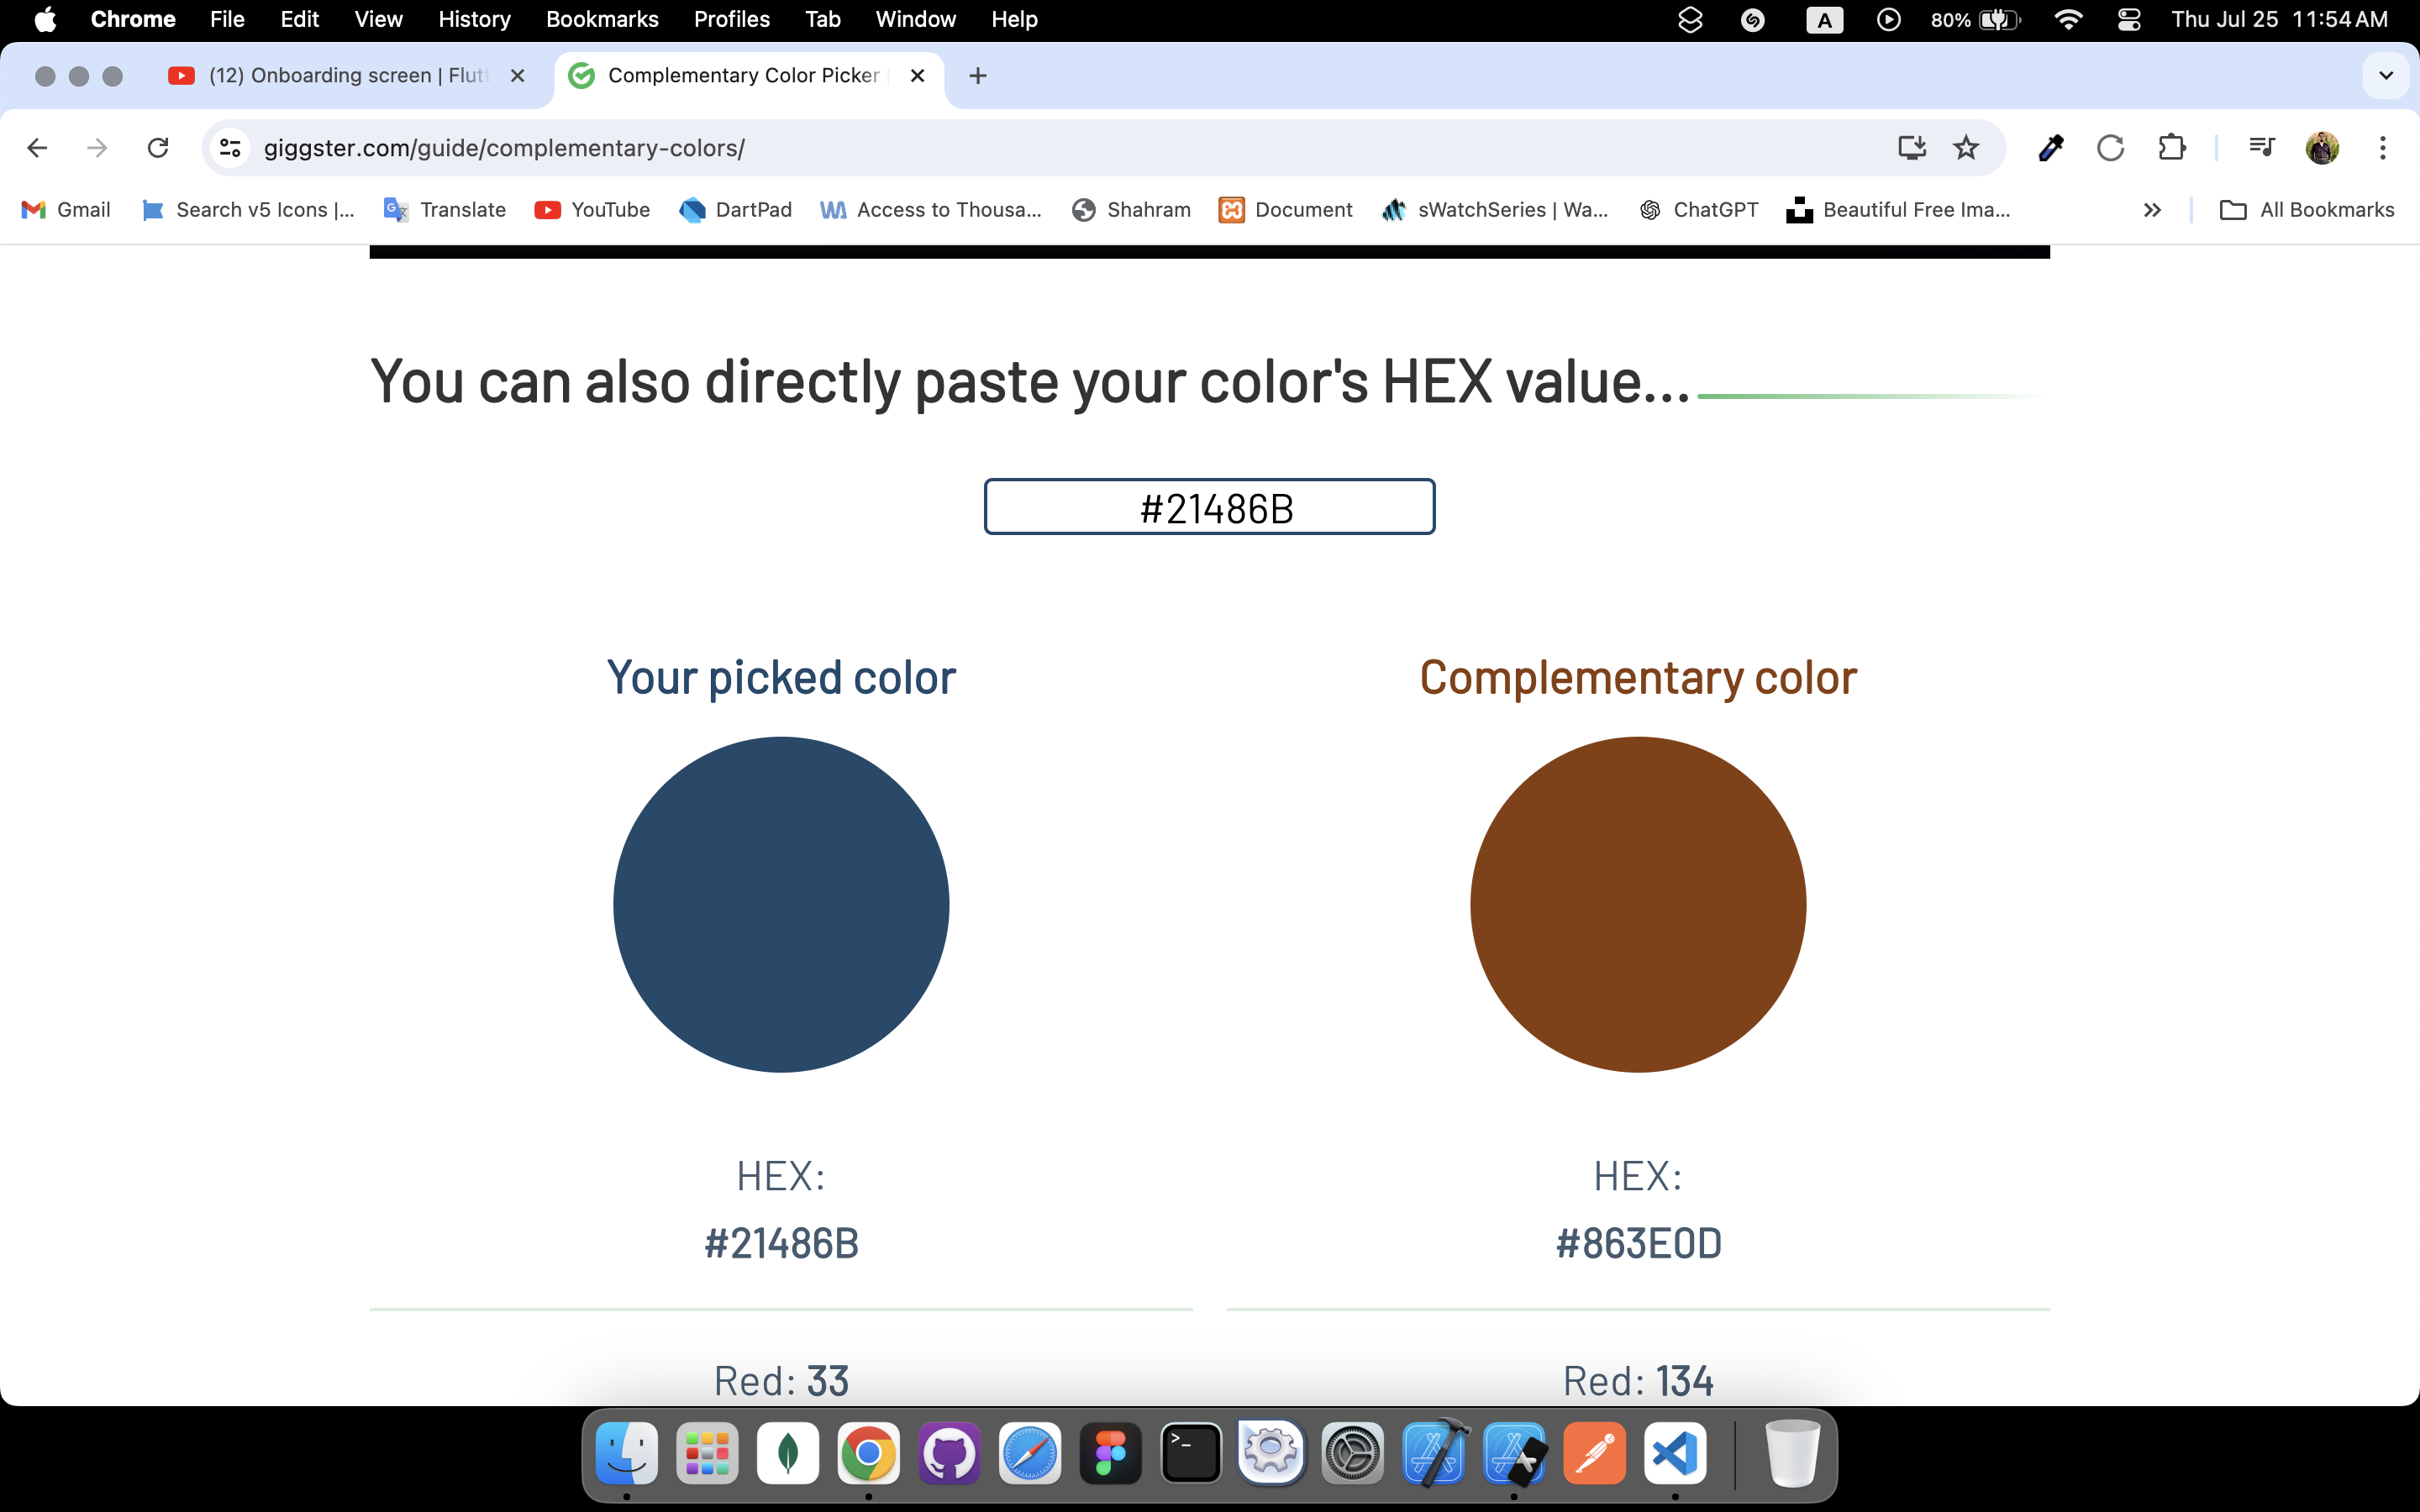 Chrome File Edit View History Bookmarks Profiles Tab Window Help A 80% Thu Jul 25 11:54 AM
(12) Onboarding screen | Flutt Complementary Color Picker
giggster.com/guide/complementary-colors/
Gmail Search v5 Icons |... Translate YouTube DartPad Access to Thousa... Shahram Document sWatchSeries | Wa... ChatGPT Beautiful Free Ima... All Bookmarks
You can also directly paste your color's HEX value...
#21486B
Your picked color Complementary color
HEX: HEX:
#21486B #863E0D
Red: 33 Red: 134